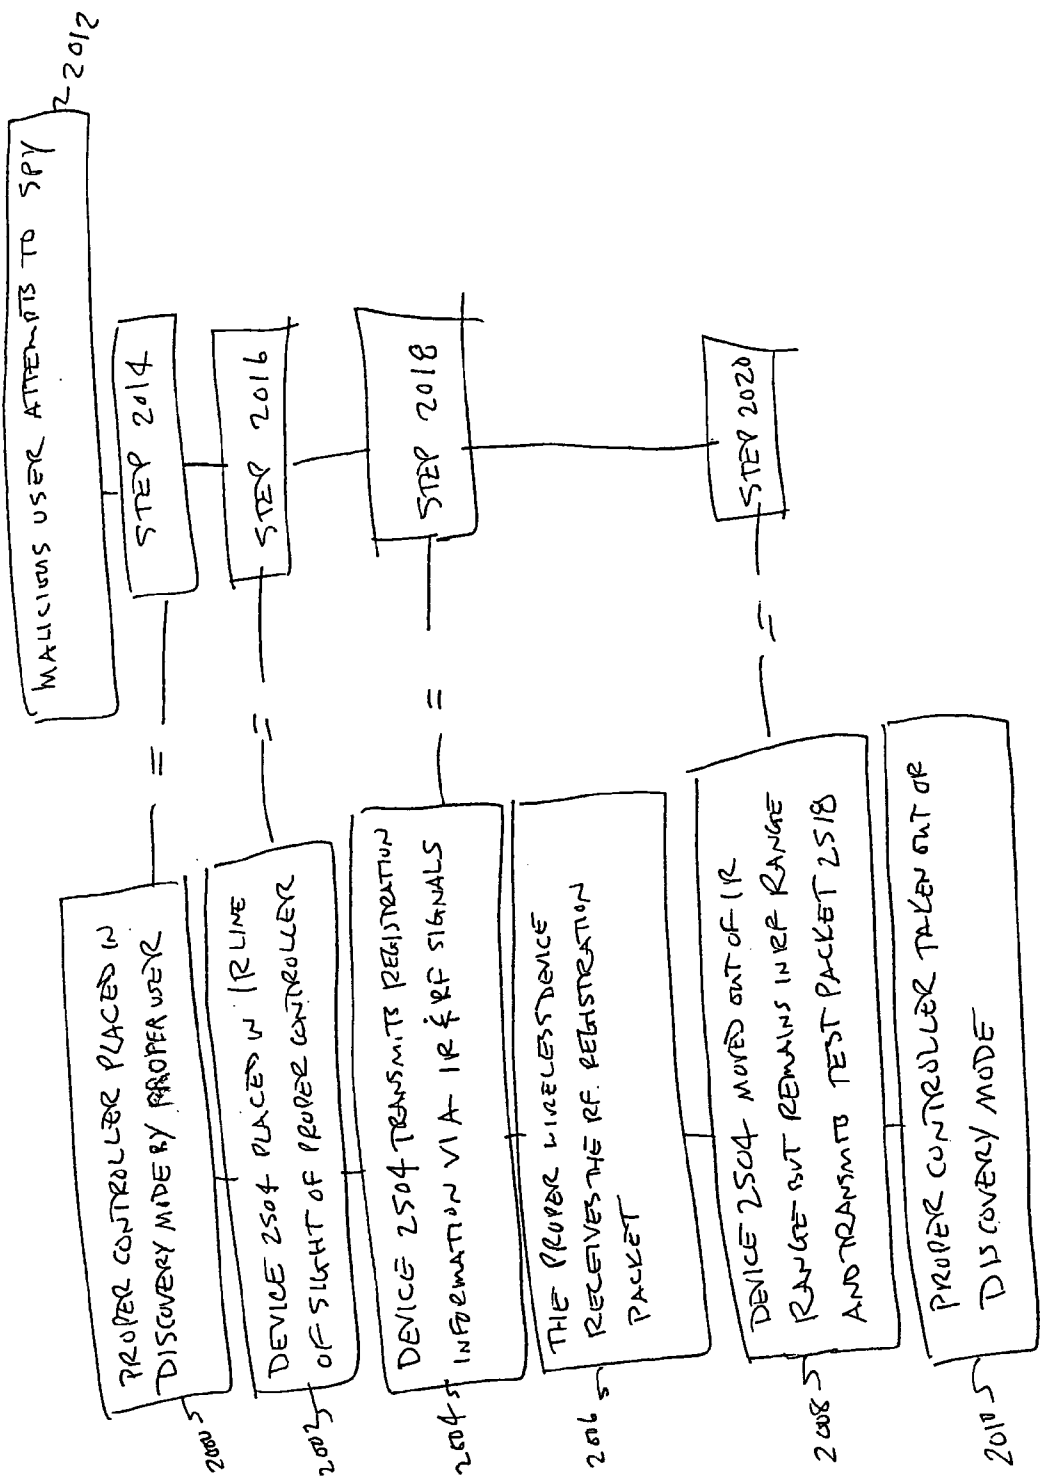 MALICIOUS USER ATTEMPTS TO SPY
2012
PROPER CONTROLLER PLACED IN
DISCOVERY MODE BY PROPER USER
2000
STEP 2014
DEVICE 2504 PLACED IN IR LINE
OF SIGHT OF PROPER CONTROLLER
2002
STEP 2016
DEVICE 2504 TRANSMITS REGISTRATION
INFORMATION VIA IR & RF SIGNALS
2004
STEP 2018
THE PROPER WIRELESS DEVICE
RECEIVES THE RF REGISTRATION
PACKET
2006
DEVICE 2504 MOVED OUT OF IR
RANGE BUT REMAINS IN RF RANGE
AND TRANSMITS TEST PACKET 2518
2008
STEP 2020
PROPER CONTROLLER TAKEN OUT OR
DISCOVERY MODE
2010